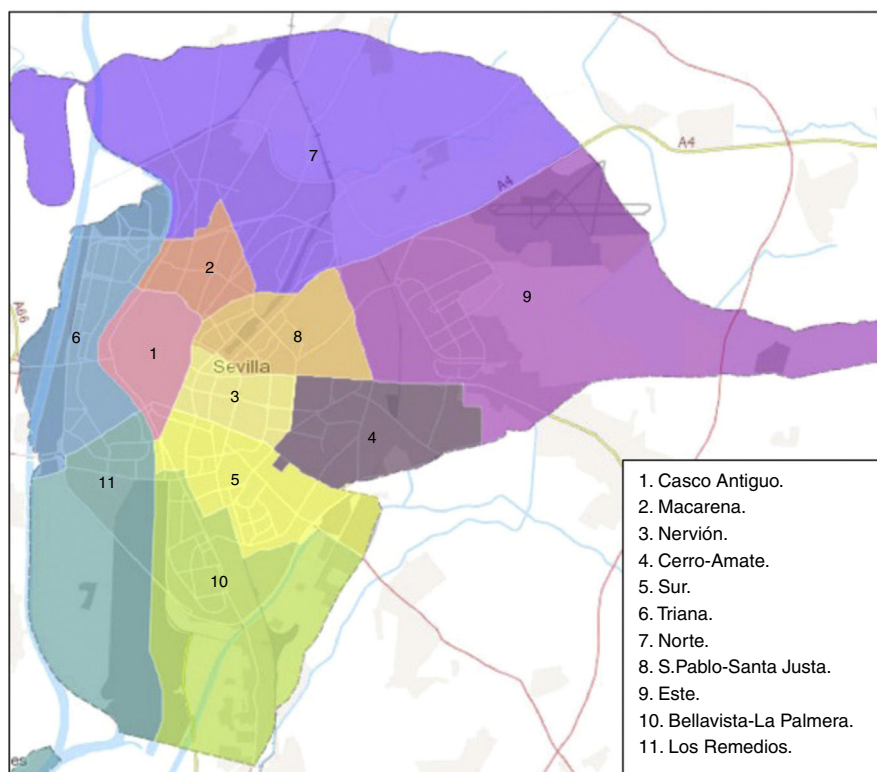 7
A4
A4
2
9
6
A66
8
1
Sevilla
3
4
5
11
10
es
1. Casco Antiguo.
2. Macarena.
3. Nervión.
4. Cerro-Amate.
5. Sur.
6. Triana.
7. Norte.
8. S.Pablo-Santa Justa.
9. Este.
10. Bellavista-La Palmera.
11. Los Remedios.